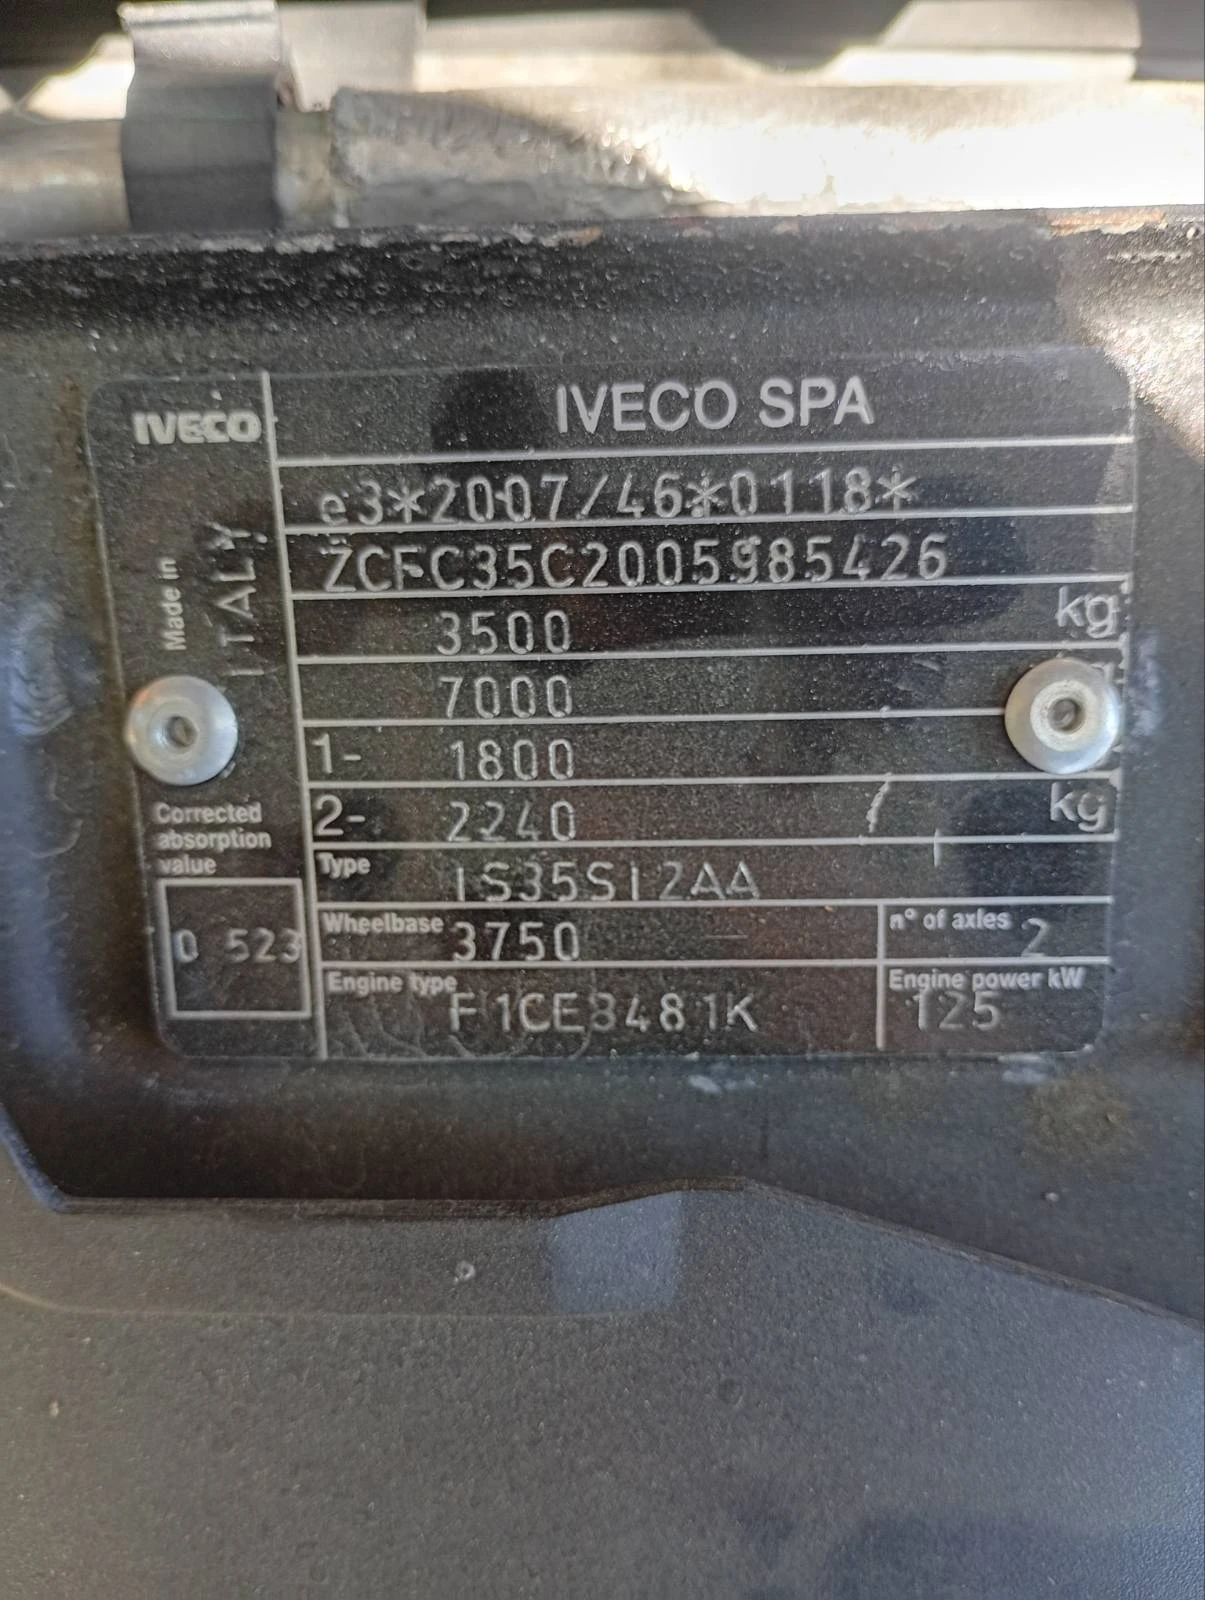 IVECO
IVECO SPA
Made in
ITALY
e3*2007/46*0118*
ZCFC35C2005985426
3500 kg
7000
1- 1800
2- 2240 kg
Corrected
absorption
value
0 523
Type IS35SI2AA
Wheelbase 3750
n° of axles 2
Engine type F1CE3481K
Engine power kW
125